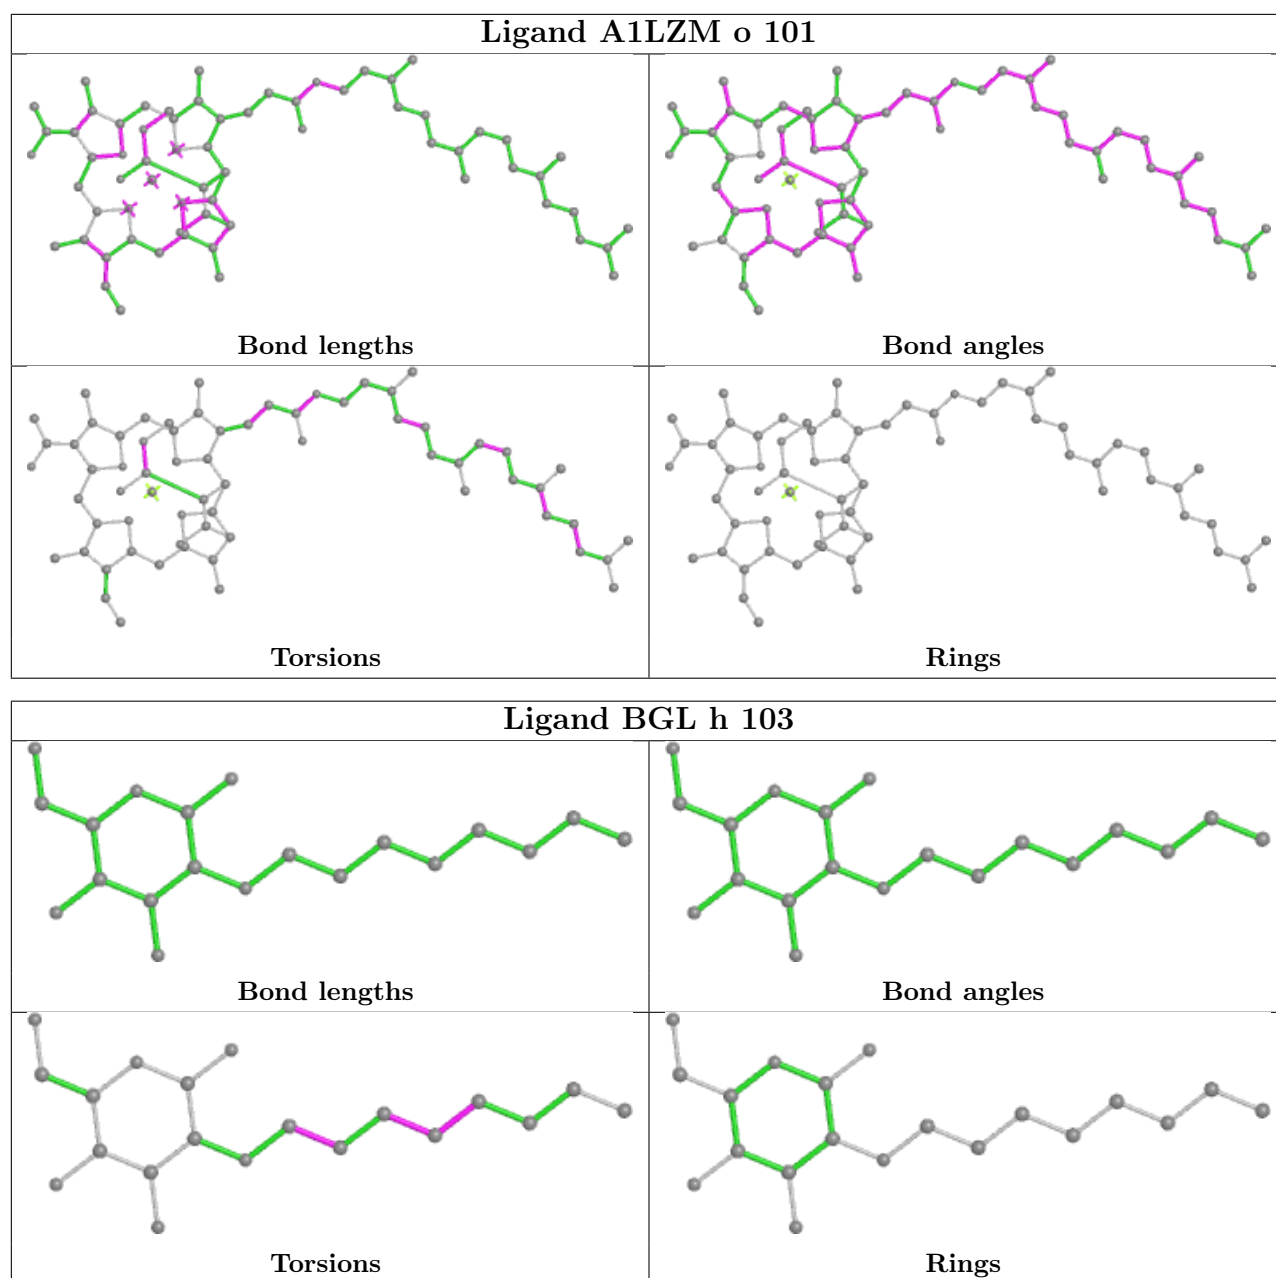 Ligand A1LZM o 101
Bond lengths
Bond angles
Torsions
Rings
Ligand BGL h 103
Bond lengths
Bond angles
Torsions
Rings